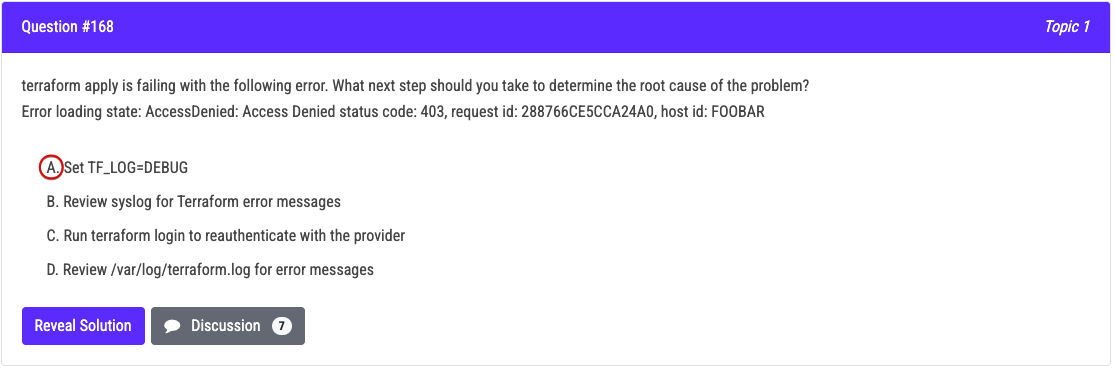 Question #168
Topic 1
terraform apply is failing with the following error. What next step should you take to determine the root cause of the problem?
Error loading state: AccessDenied: Access Denied status code: 403, request id: 288766CE5CCA24A0, host id: FOOBAR
A. Set TF_LOG=DEBUG
B. Review syslog for Terraform error messages
C. Run terraform login to reauthenticate with the provider
D. Review /var/log/terraform.log for error messages
Reveal Solution
Discussion 7